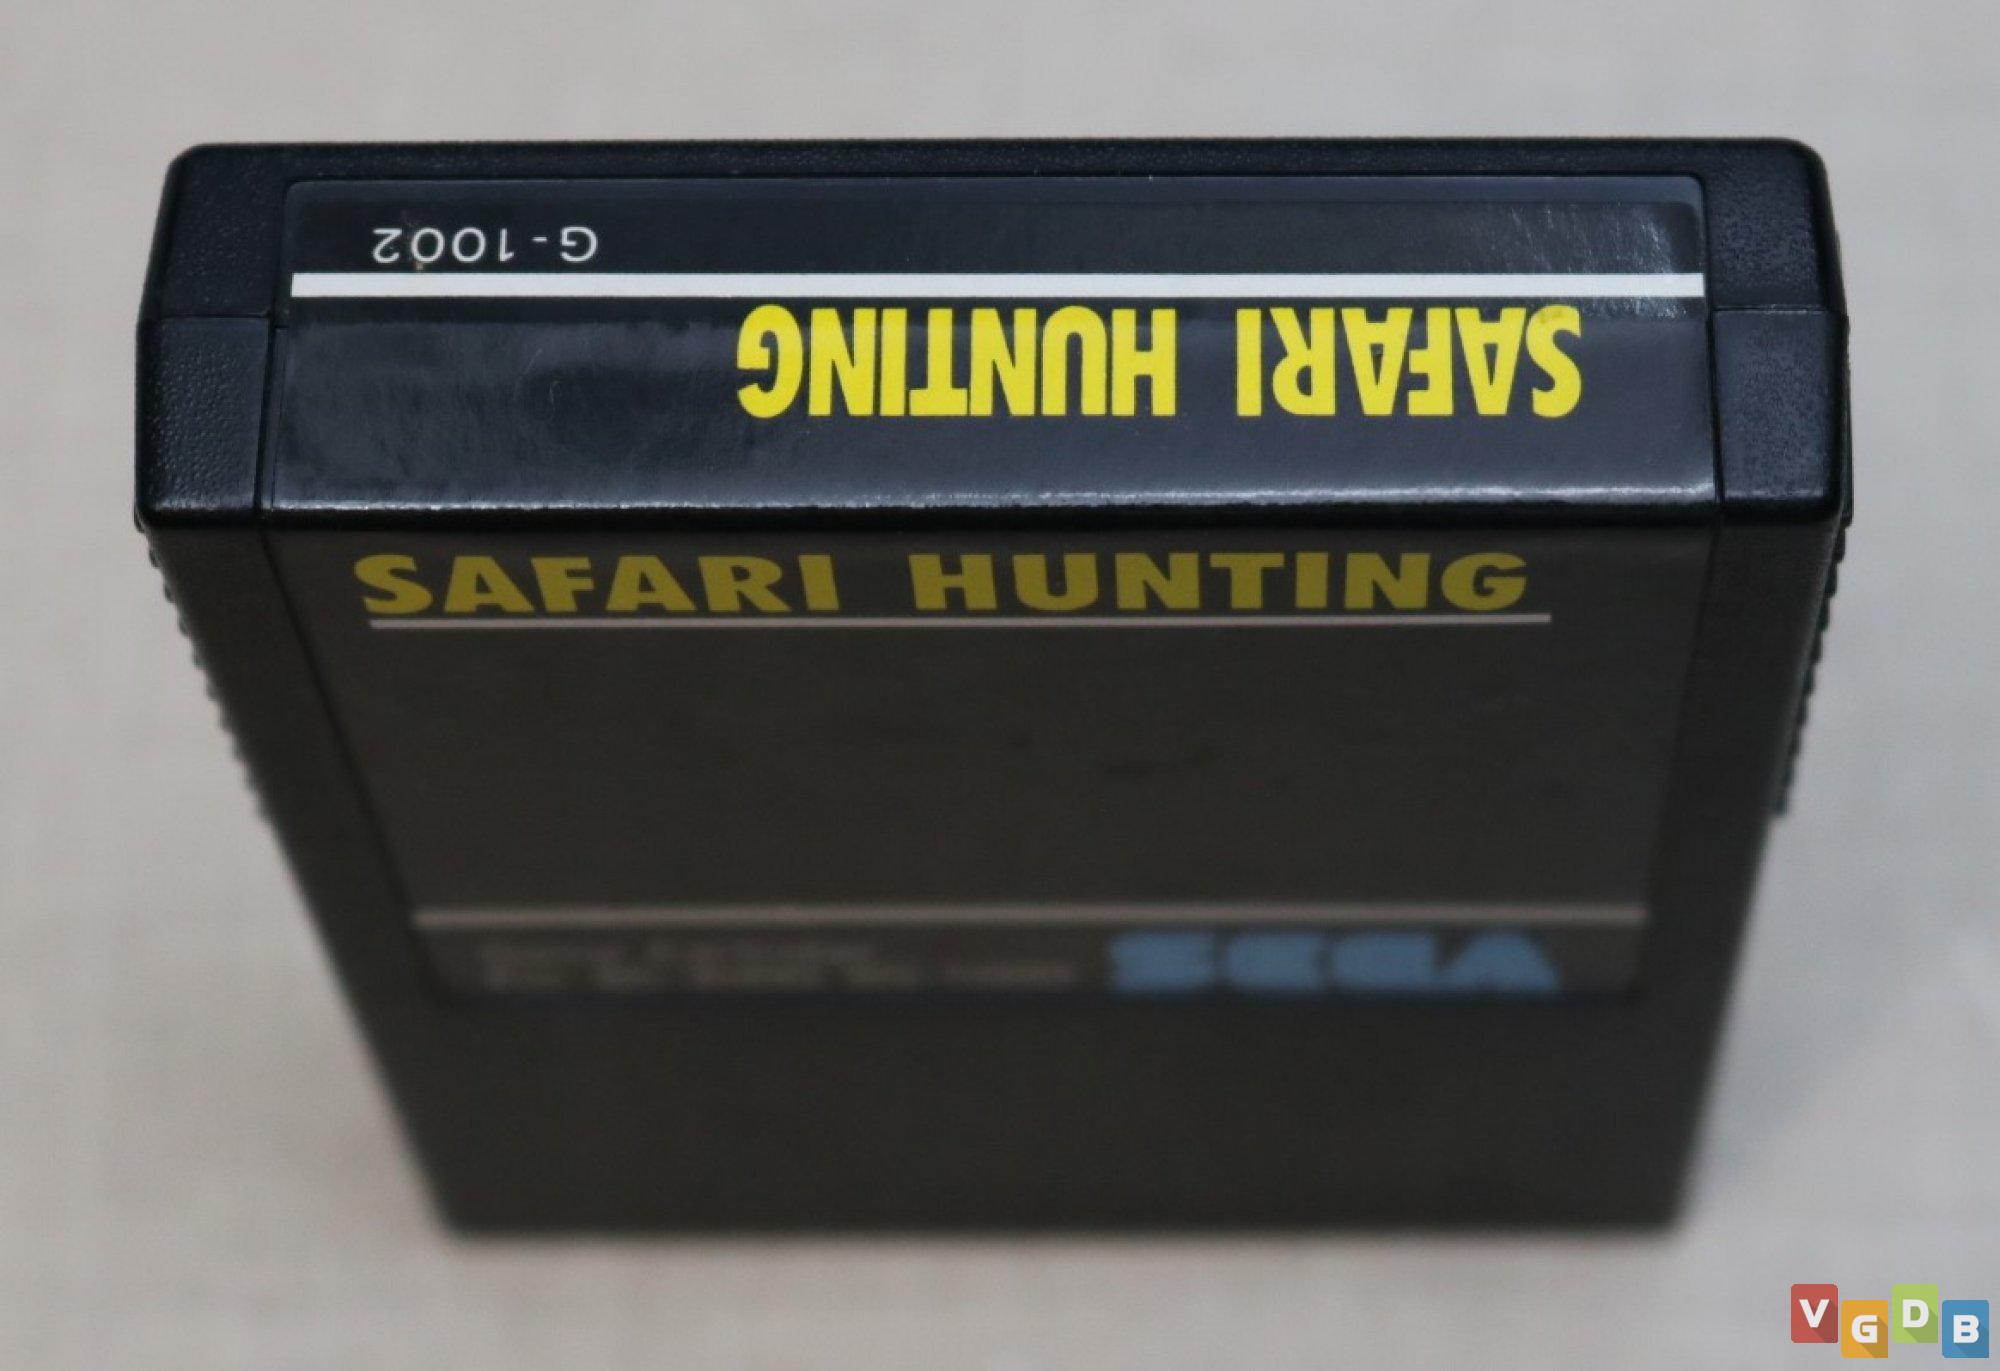 G-1002
SAFARI HUNTING
SAFARI HUNTING
SEGA
VGDB